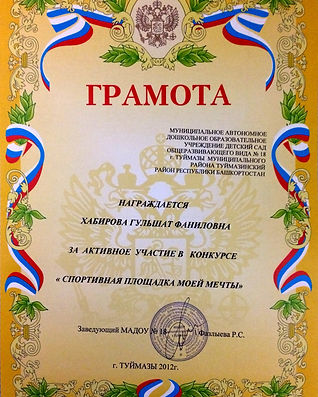 ГРАМОТА
МУНИЦИПАЛЬНОЕ АВТОНОМНОЕ
ДОШКОЛЬНОЕ ОБРАЗОВАТЕЛЬНОЕ
УЧРЕЖДЕНИЕ ДЕТСКИЙ САД
ОБЩЕРАЗВИВАЮЩЕГО ВИДА № 18
г. ТУЙМАЗЫ МУНИЦИПАЛЬНОГО
РАЙОНА ТУЙМАЗИНСКИЙ
РАЙОН РЕСПУБЛИКИ БАШКОРТОСТАН
НАГРАЖДАЕТСЯ
ХАБИРОВА ГУЛЬШАТ ФАНИЛОВНА
ЗА АКТИВНОЕ УЧАСТИЕ В КОНКУРСЕ
« СПОРТИВНАЯ ПЛОЩАДКА МОЕЙ МЕЧТЫ»
Заведующий МАДОУ № 18 Фазлыева Р.С.
г. ТУЙМАЗЫ 2012г.